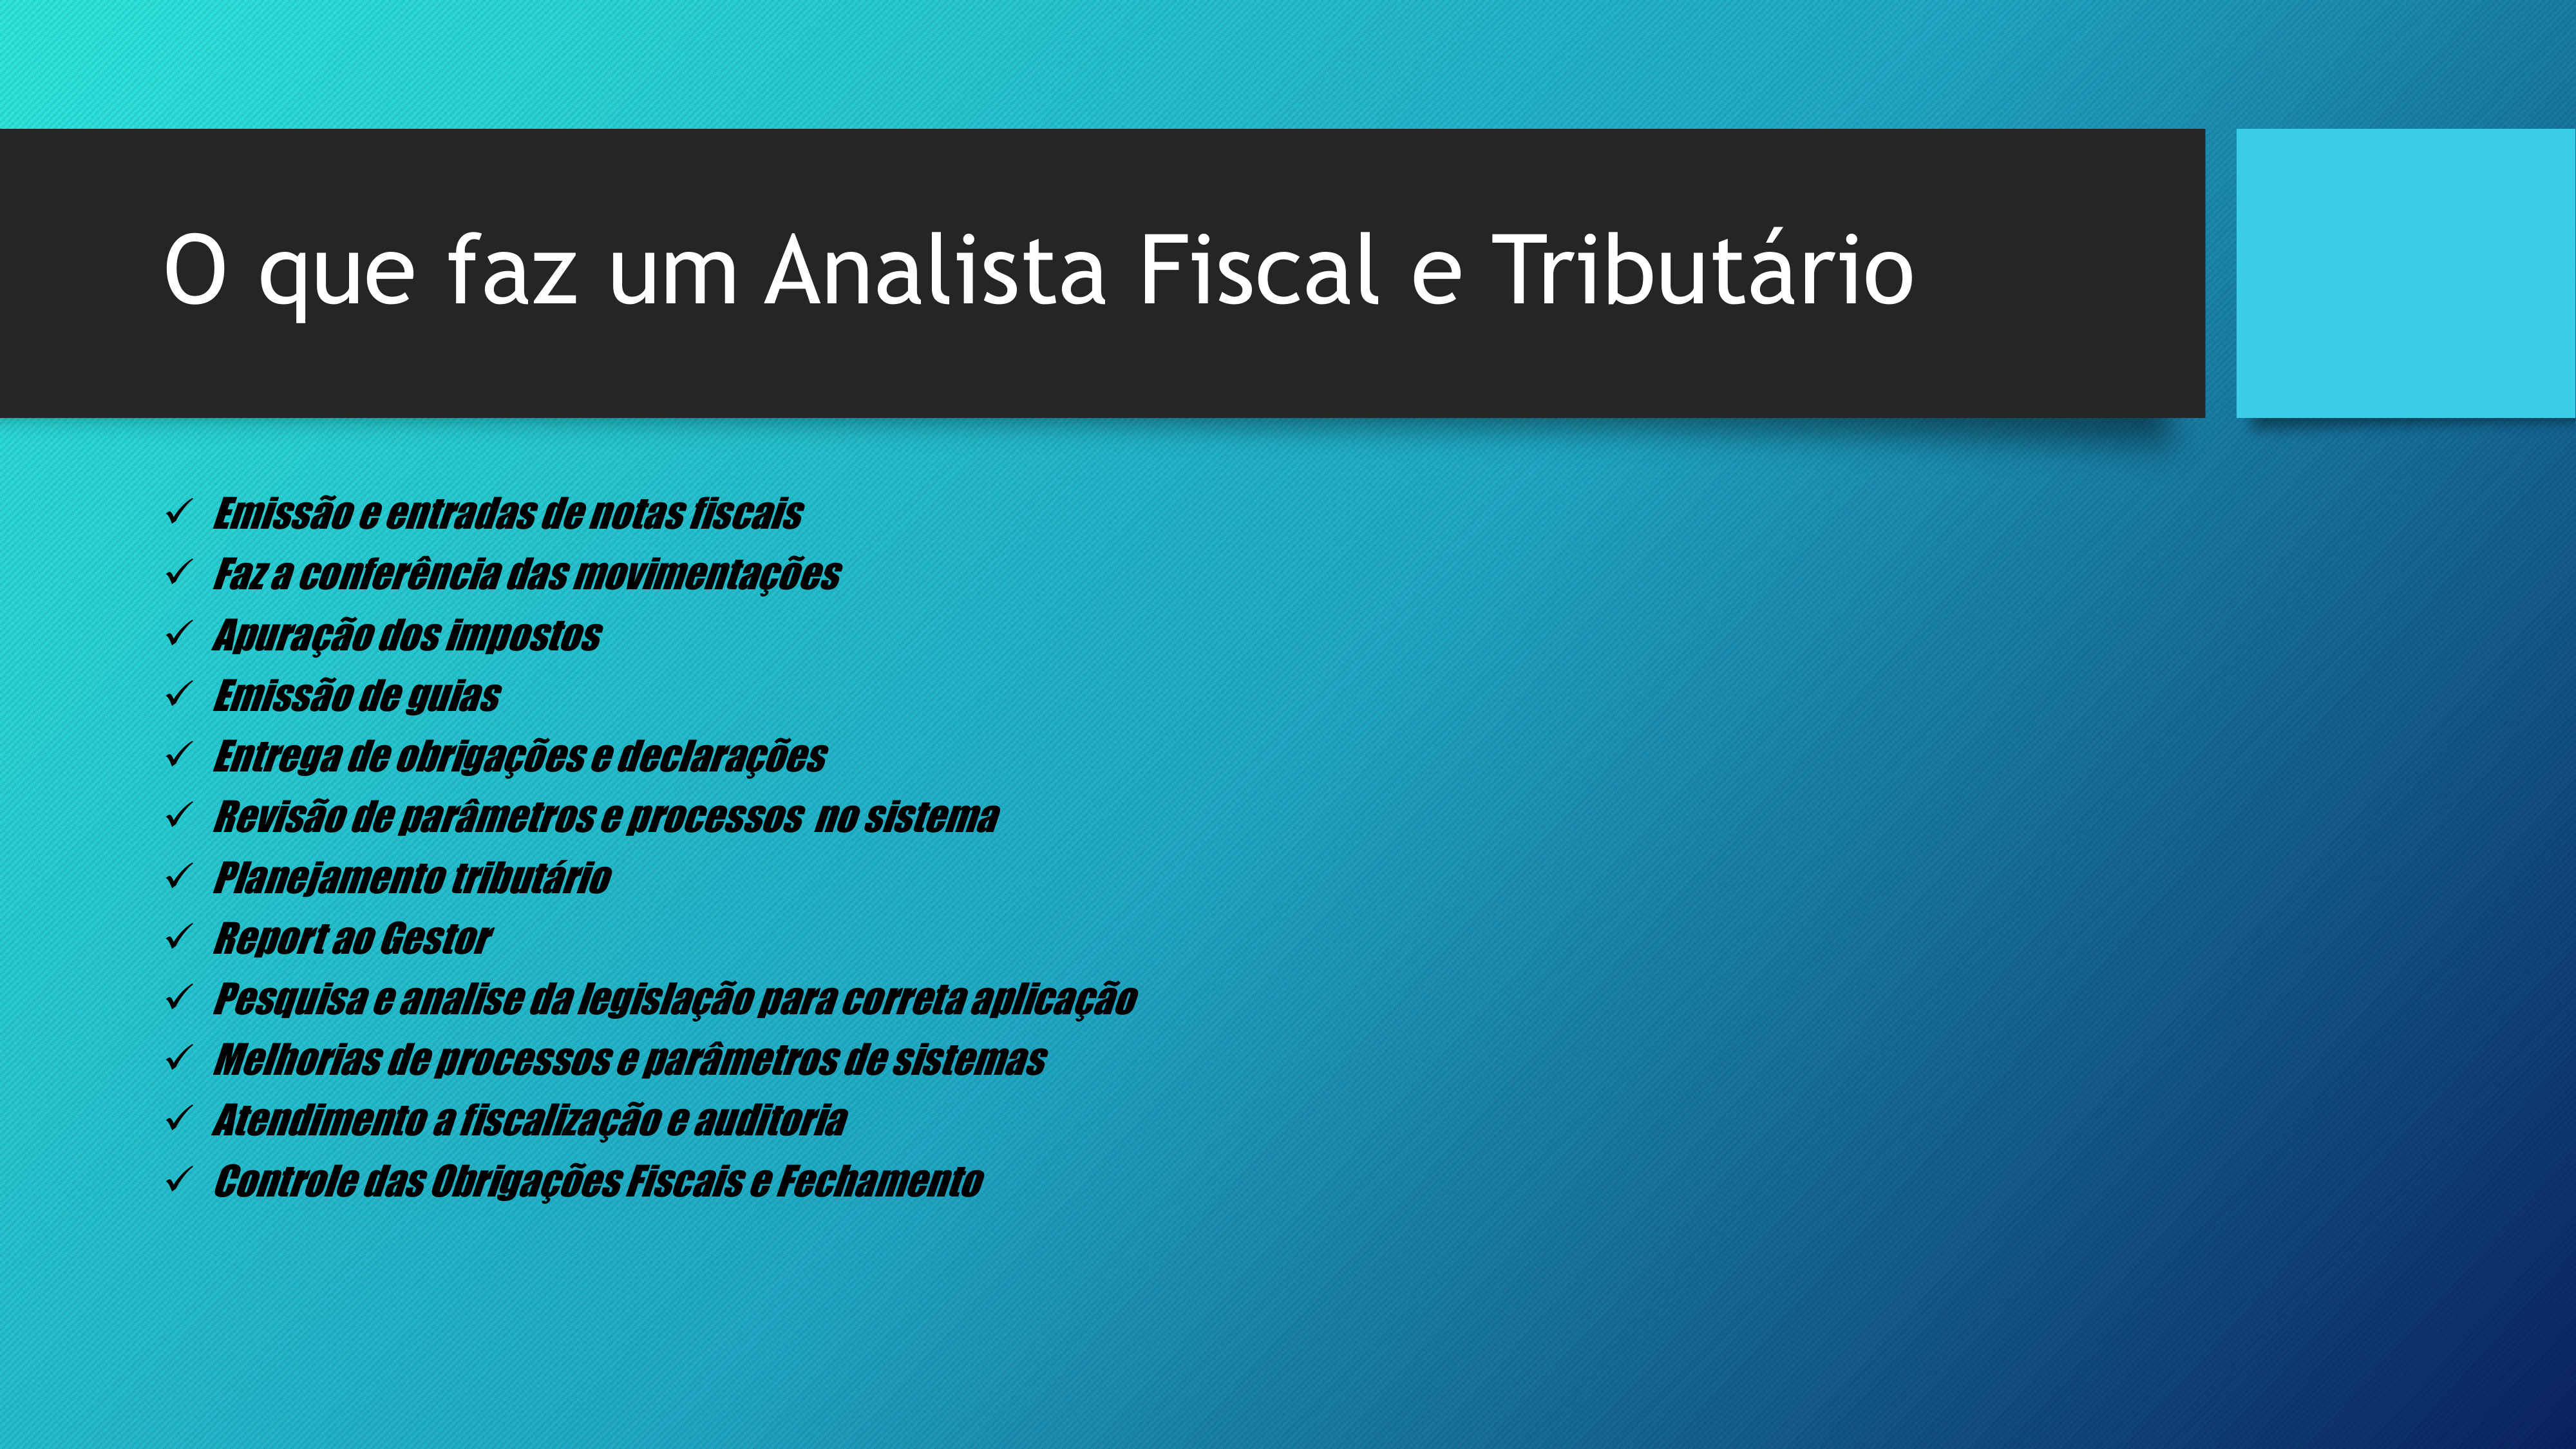 O que faz um Analista Fiscal e Tributário
✓ Emissão e entradas de notas fiscais
✓ Faz a conferência das movimentações
✓ Apuração dos impostos
✓ Emissão de guias
✓ Entrega de obrigações e declarações
✓ Revisão de parâmetros e processos  no sistema
✓ Planejamento tributário
✓ Report ao Gestor
✓ Pesquisa e analise da legislação para correta aplicação
✓ Melhorias de processos e parâmetros de sistemas
✓ Atendimento a fiscalização e auditoria
✓ Controle das Obrigações Fiscais e Fechamento